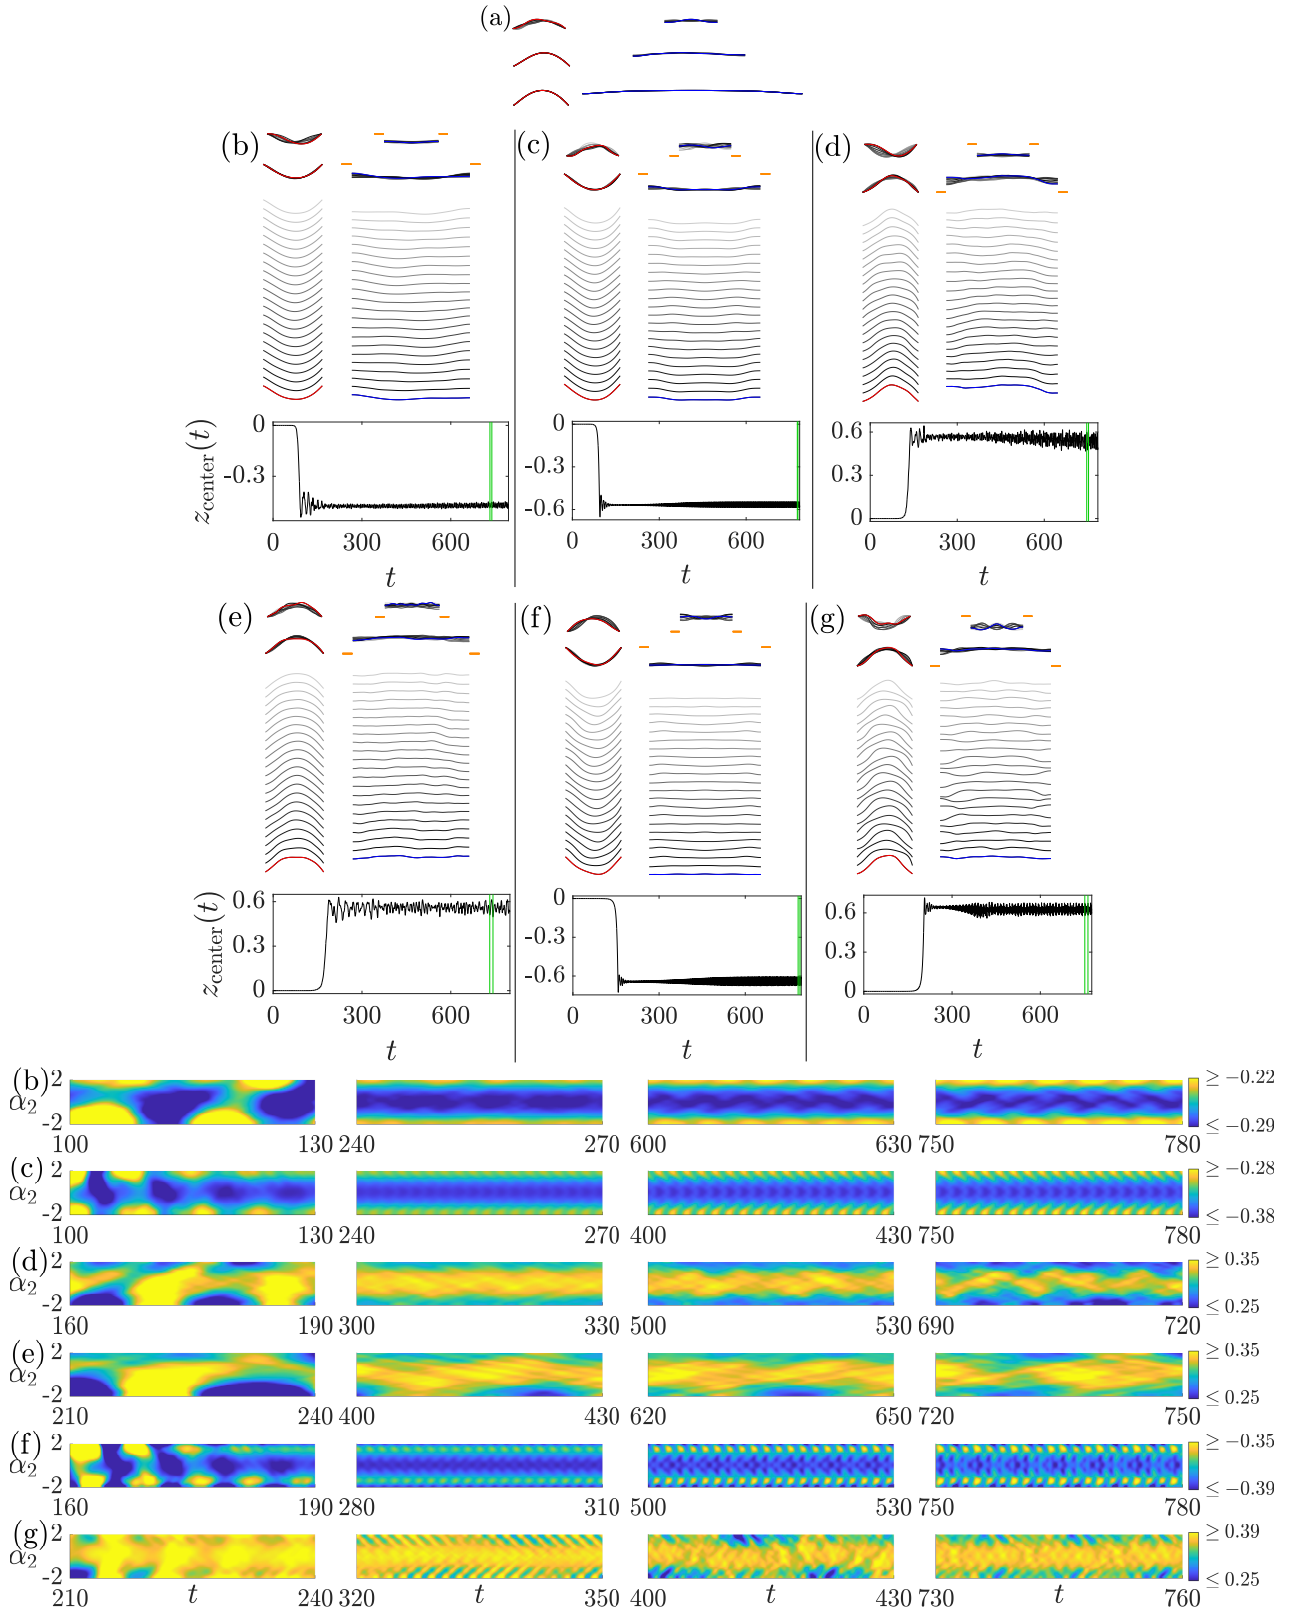 (a)
(b) (c) (d)
0 0 0.6
-0.3 -0.3 0.3
-0.6 0
z_center(t)
0 300 600 0 300 600 0 300 600
t t t
(e) (f) (g)
0.6 0 0.6
0.3 -0.3 0.3
0 -0.6 0
z_center(t)
0 300 600 0 300 600 0 300 600
t t t
(b) 2 ≥ −0.22
α₂
-2 ≤ −0.29
100 130 240 270 600 630 750 780
(c) 2 ≥ −0.28
α₂
-2 ≤ −0.38
100 130 240 270 400 430 750 780
(d) 2 ≥ 0.35
α₂
-2 ≤ 0.25
160 190 300 330 500 530 690 720
(e) 2 ≥ 0.35
α₂
-2 ≤ 0.25
210 240 400 430 620 650 720 750
(f) 2 ≥ −0.35
α₂
-2 ≤ −0.39
160 190 280 310 500 530 750 780
(g) 2 ≥ 0.39
α₂
-2 ≤ 0.25
210 t 240 320 t 350 400 t 430 730 t 760